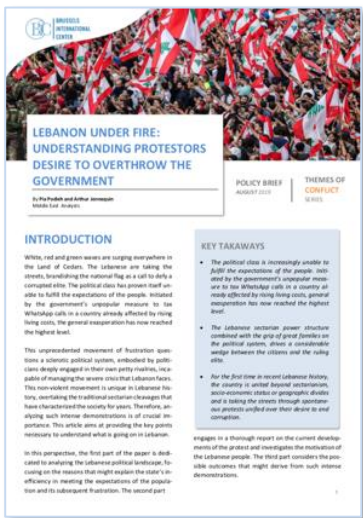 BRUSSELS
INTERNATIONAL
CENTER
LEBANON UNDER FIRE:
UNDERSTANDING PROTESTORS
DESIRE TO OVERTHROW THE
GOVERNMENT
By Pia Podieh and Arthur Jennequin
Middle East Analysts
POLICY BRIEF
AUGUST 2019
THEMES OF
CONFLICT
SERIES
INTRODUCTION
White, red and green waves are surging everywhere in
the Land of Cedars. The Lebanese are taking the
streets, brandishing the national flag as a call to defy a
corrupted elite. The political class has proven itself un-
able to fulfill the expectations of the people. Initiated
by the government's unpopular measure to tax
WhatsApp calls in a country already affected by rising
living costs, the general exasperation has now reached
the highest level.
This unprecedented movement of frustration ques-
tions a sclerotic political system, embodied by politi-
cians deeply engaged in their own petty rivalries, inca-
pable of managing the severe crisis that Lebanon faces.
This non-violent movement is unique in Lebanese his-
tory, overtaking the traditional sectarian cleavages that
have characterized the society for years. Therefore, an-
alyzing such intense demonstrations is of crucial im-
portance. This article aims at providing the key points
necessary to understand what is going on in Lebanon.
In this perspective, the first part of the paper is dedi-
cated to analyzing the Lebanese political landscape, fo-
cusing on the reasons that might explain the state's in-
efficiency in meeting the expectations of the popula-
tion and its subsequent frustration. The second part
KEY TAKAWAYS
• The political class is increasingly unable to
fulfill the expectations of the people. Initi-
ated by the government's unpopular meas-
ure to tax WhatsApp calls in a country al-
ready affected by rising living costs, general
exasperation has now reached the highest
level.
• The Lebanese sectarian power structure
combined with the grip of great families on
the political system, drives a considerable
wedge between the citizens and the ruling
elite.
• For the first time in recent Lebanese history,
the country is united beyond sectarianism,
socio-economic status or geographic divides
and is taking the streets through spontane-
ous protests unified over their desire to end
corruption.
engages in a thorough report on the current develop-
ments of the protest and investigates the motivation of
the Lebanese people. The third part considers the pos-
sible outcomes that might derive from such intense
demonstrations.